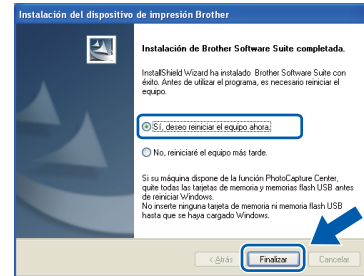 Instalación del dispositivo de impresión Brother
Instalación de Brother Software Suite completada.
InstallShield Wizard ha instalado Brother Software Suite con
éxito. Antes de utilizar el programa, es necesario reiniciar el
equipo.
Sí, deseo reiniciar el equipo ahora.
No, reiniciaré el equipo más tarde.
Si su máquina dispone de la función PhotoCapture Center,
quite todas las tarjetas de memoria y memorias flash USB antes
de reiniciar Windows.
No inserte ninguna tarjeta de memoria ni memoria flash USB
hasta que se haya cargado Windows.
< Atrás Finalizar Cancelar